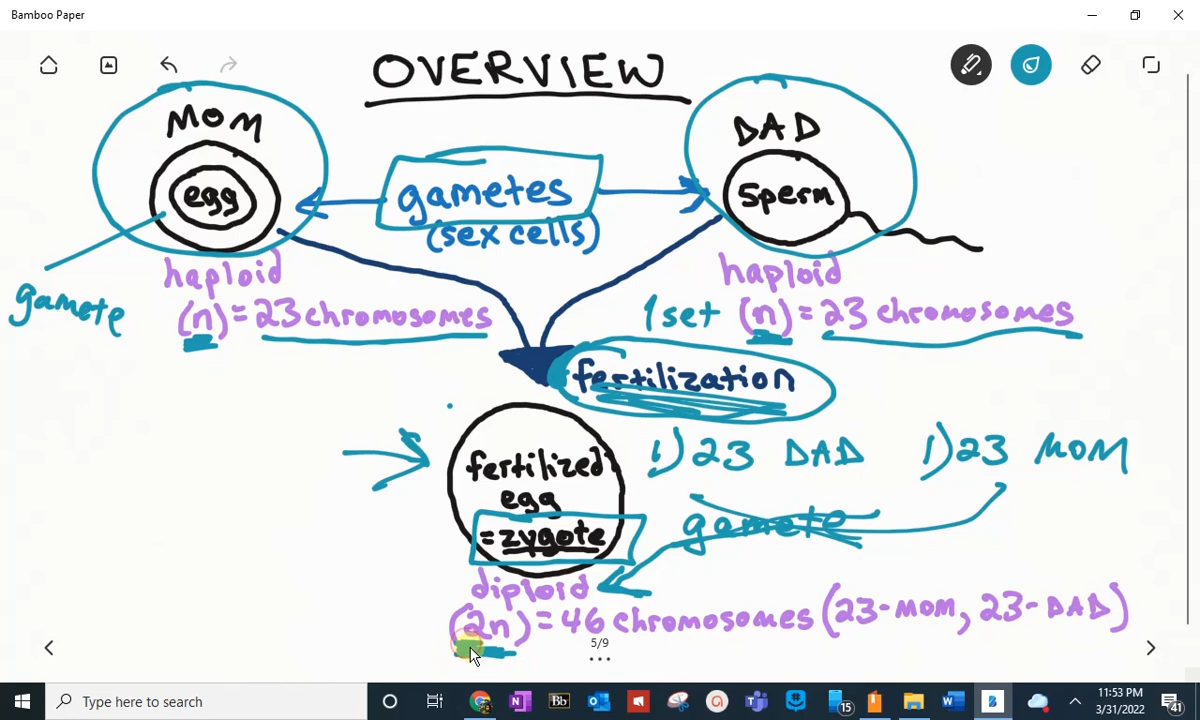 Bamboo Paper
OVERVIEW
MOM
DAD
egg
gametes
(sex cells)
sperm
gamete
haploid
(n) = 23 chromosomes
haploid
1 set (n) = 23 chromosomes
fertilization
fertilized
egg
= zygote
1) 23 DAD 1) 23 MOM
gamete
diploid
(2n) = 46 chromosomes (23-MOM, 23-DAD)
5/9
Type here to search
15
11:53 PM
3/31/2022
41